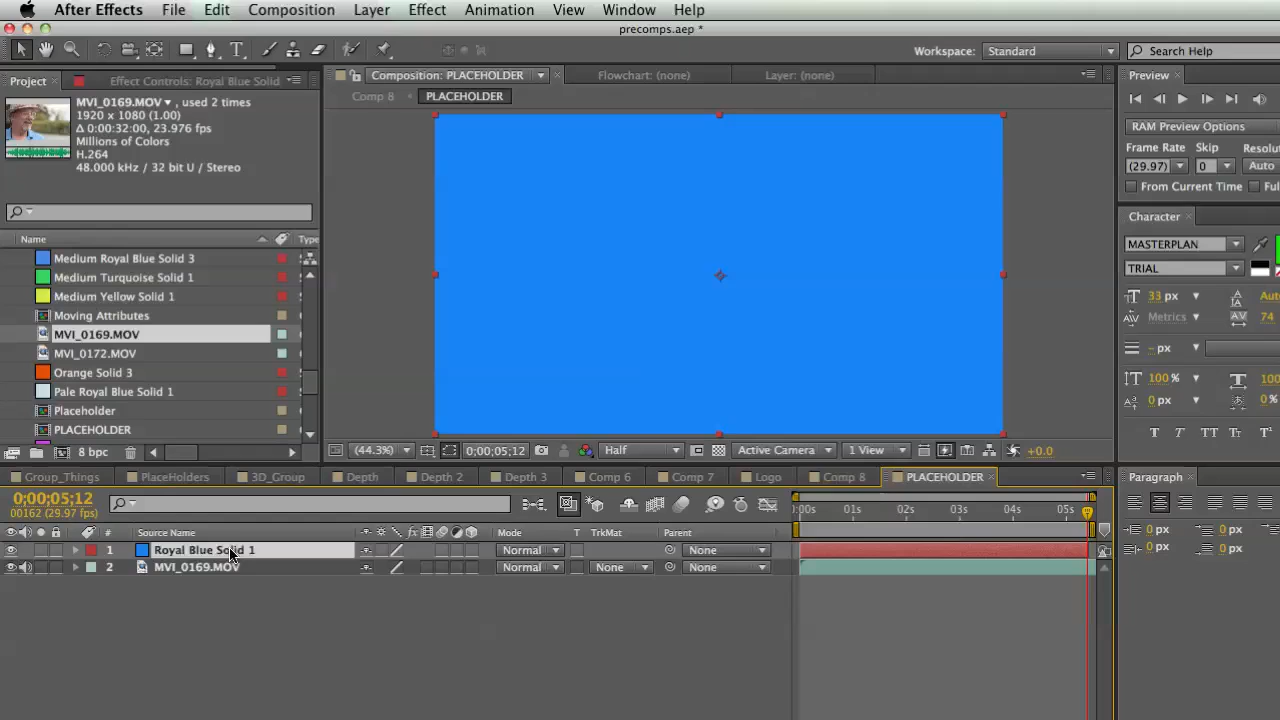 After Effects File Edit Composition Layer Effect Animation View Window Help
precomps.aep *
Workspace: Standard Search Help
Project Effect Controls: Royal Blue Solid Composition: PLACEHOLDER Flowchart: (none) Layer: (none) Preview
Comp 8 PLACEHOLDER
MVI_0169.MOV , used 2 times
1920 x 1080 (1.00)
Δ 0:00:32:00, 23.976 fps
Millions of Colors
H.264
48.000 kHz / 32 bit U / Stereo
RAM Preview Options
Frame Rate Skip Resolu
(29.97) 0 Auto
From Current Time Ful
Name Type
Medium Royal Blue Solid 3
Medium Turquoise Solid 1
Medium Yellow Solid 1
Moving Attributes
MVI_0169.MOV
MVI_0172.MOV
Orange Solid 3
Pale Royal Blue Solid 1
Placeholder
PLACEHOLDER
8 bpc
Character
MASTERPLAN
TRIAL
33 px Auto
Metrics 74
- px
100 % 100
0 px 0 %
T T TT Tr T
(44.3%) 0;00;05;12 Half Active Camera 1 View +0.0
Group_Things PlaceHolders 3D_Group Depth Depth 2 Depth 3 Comp 6 Comp 7 Logo Comp 8 PLACEHOLDER
Paragraph
0;00;05;12
00162 (29.97 fps)
0:00s 01s 02s 03s 04s 05s
# Source Name Mode T TrkMat Parent
1 Royal Blue Solid 1 Normal None
2 MVI_0169.MOV Normal None None
0 px 0 px
0 px 0 px